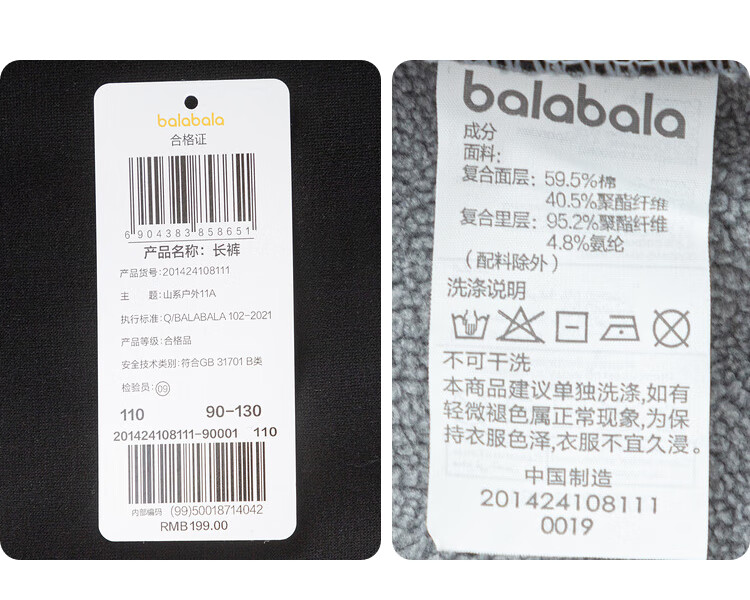 balabala
合格证
6 904383 858651
产品名称: 长裤
产品货号:201424108111
主 题:山系户外11A
执行标准:Q/BALABALA 102-2021
产品等级:合格品
安全技术类别:符合GB 31701 B类
检验员:09
110 90-130
201424108111-90001 110
内部编码 (99)50018714042
RMB199.00
balabala
成分
面料:
复合面层: 59.5%棉
40.5%聚酯纤维
复合里层: 95.2%聚酯纤维
4.8%氨纶
(配料除外)
洗涤说明
不可干洗
本商品建议单独洗涤,如有
轻微褪色属正常现象,为保
持衣服色泽,衣服不宜久浸。
中国制造
201424108111
0019